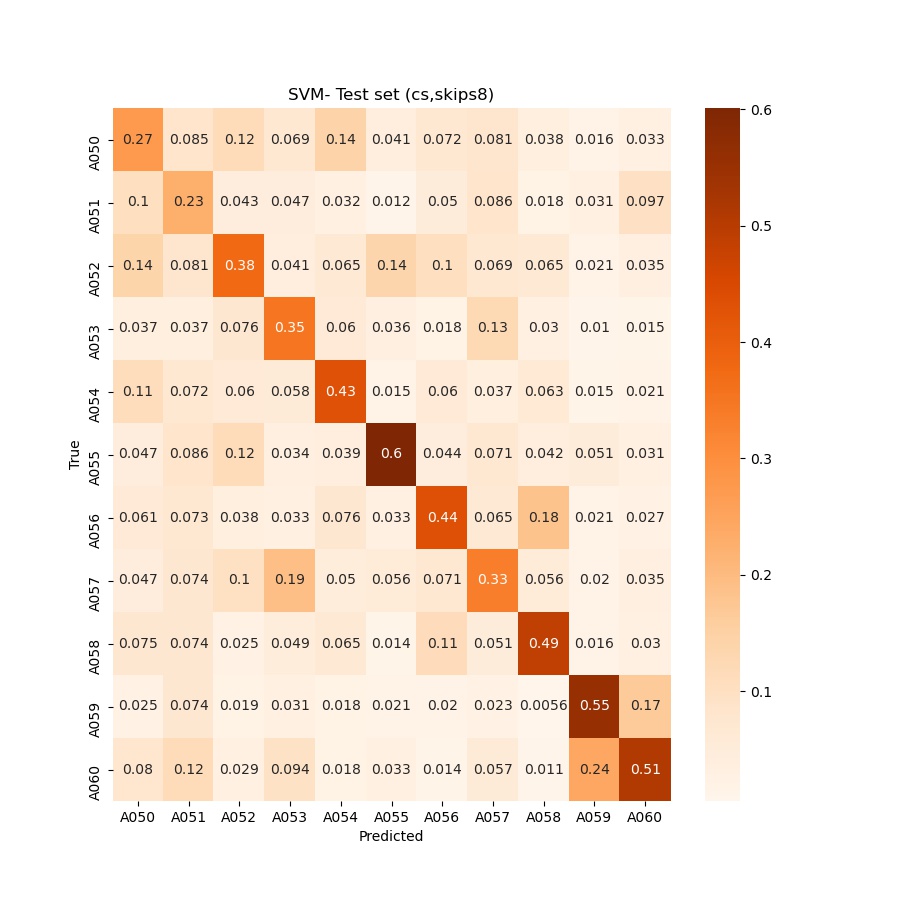 SVM- Test set (cs,skips8)
A050 0.27 0.085 0.12 0.069 0.14 0.041 0.072 0.081 0.038 0.016 0.033
A051 0.1 0.23 0.043 0.047 0.032 0.012 0.05 0.086 0.018 0.031 0.097
A052 0.14 0.081 0.38 0.041 0.065 0.14 0.1 0.069 0.065 0.021 0.035
A053 0.037 0.037 0.076 0.35 0.06 0.036 0.018 0.13 0.03 0.01 0.015
A054 0.11 0.072 0.06 0.058 0.43 0.015 0.06 0.037 0.063 0.015 0.021
True
A055 0.047 0.086 0.12 0.034 0.039 0.6 0.044 0.071 0.042 0.051 0.031
A056 0.061 0.073 0.038 0.033 0.076 0.033 0.44 0.065 0.18 0.021 0.027
A057 0.047 0.074 0.1 0.19 0.05 0.056 0.071 0.33 0.056 0.02 0.035
A058 0.075 0.074 0.025 0.049 0.065 0.014 0.11 0.051 0.49 0.016 0.03
A059 0.025 0.074 0.019 0.031 0.018 0.021 0.02 0.023 0.0056 0.55 0.17
A060 0.08 0.12 0.029 0.094 0.018 0.033 0.014 0.057 0.011 0.24 0.51
A050 A051 A052 A053 A054 A055 A056 A057 A058 A059 A060
Predicted
0.6
0.5
0.4
0.3
0.2
0.1